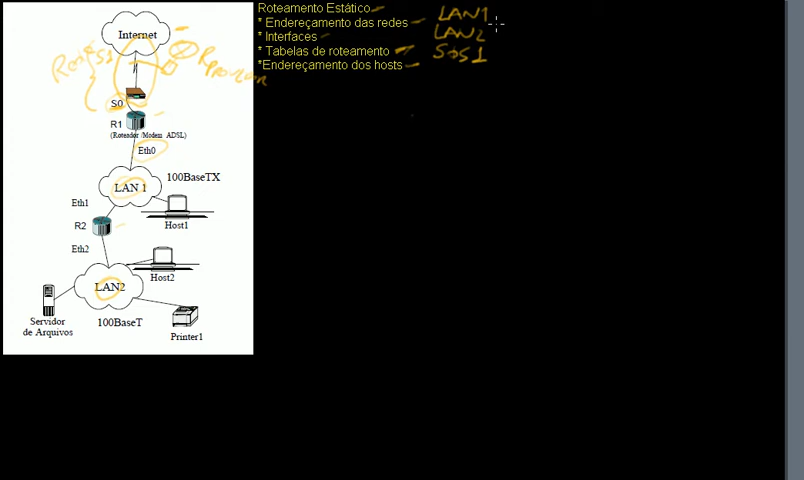 Roteamento Estático
* Endereçamento das redes
* Interfaces
* Tabelas de roteamento
*Endereçamento dos hosts
LAN1
LAN2
S0S1
Internet
S1
S0
R1
(Roteador /Modem ADSL)
Eth0
LAN 1
100BaseTX
Eth1
Host1
R2
Eth2
Host2
LAN2
Servidor
de Arquivos
100BaseT
Printer1